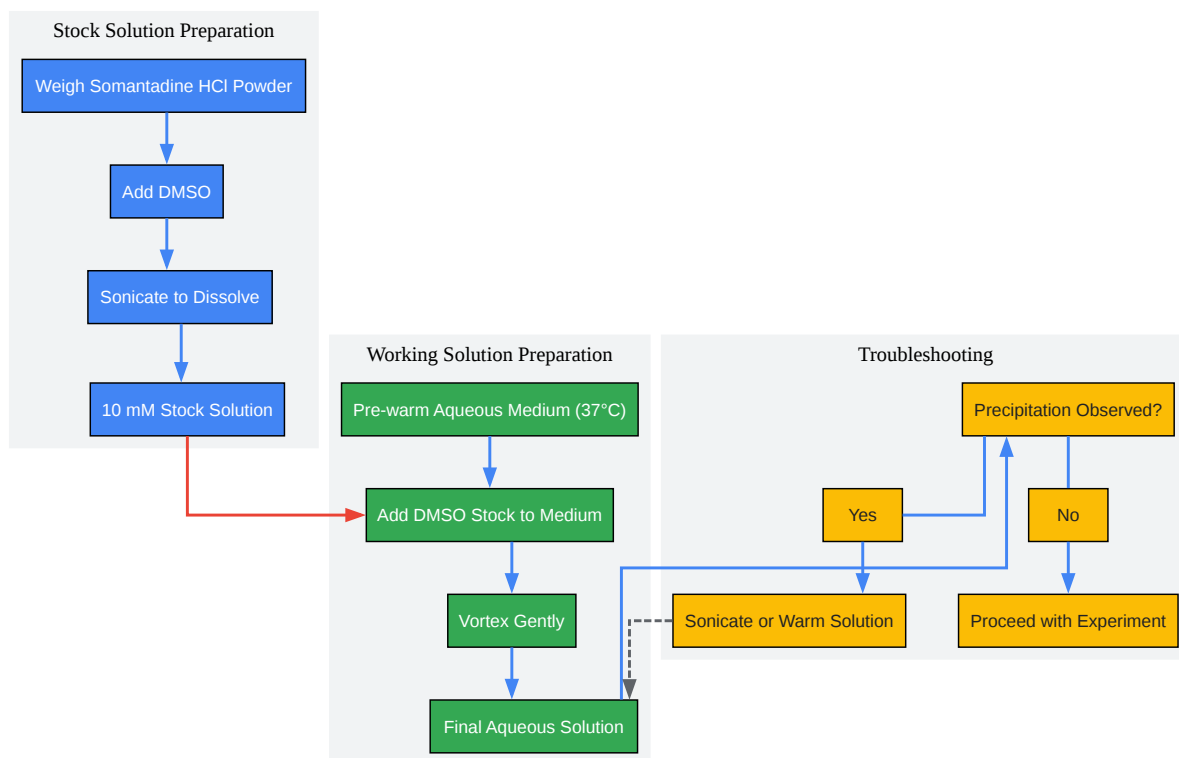 Stock Solution Preparation
Weigh Somantadine HCl Powder
Add DMSO
Sonicate to Dissolve
10 mM Stock Solution
Working Solution Preparation
Pre-warm Aqueous Medium (37°C)
Add DMSO Stock to Medium
Vortex Gently
Final Aqueous Solution
Troubleshooting
Precipitation Observed?
Yes
No
Sonicate or Warm Solution
Proceed with Experiment